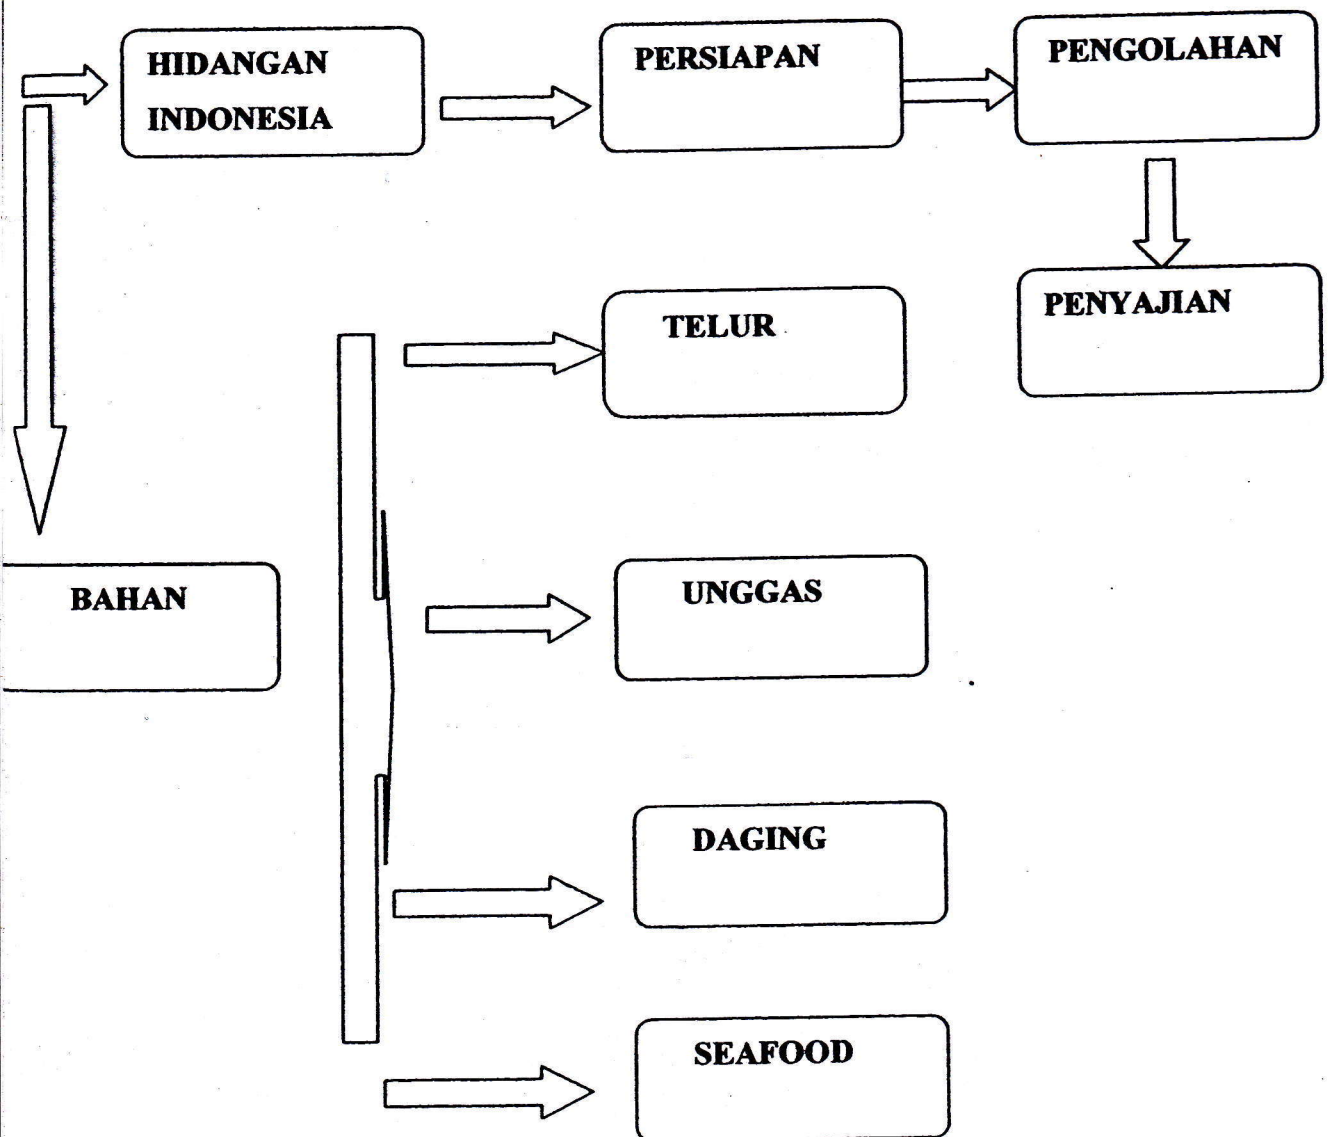 HIDANGAN
INDONESIA
PERSIAPAN
PENGOLAHAN
PENYAJIAN
TELUR
BAHAN
UNGGAS
DAGING
SEAFOOD